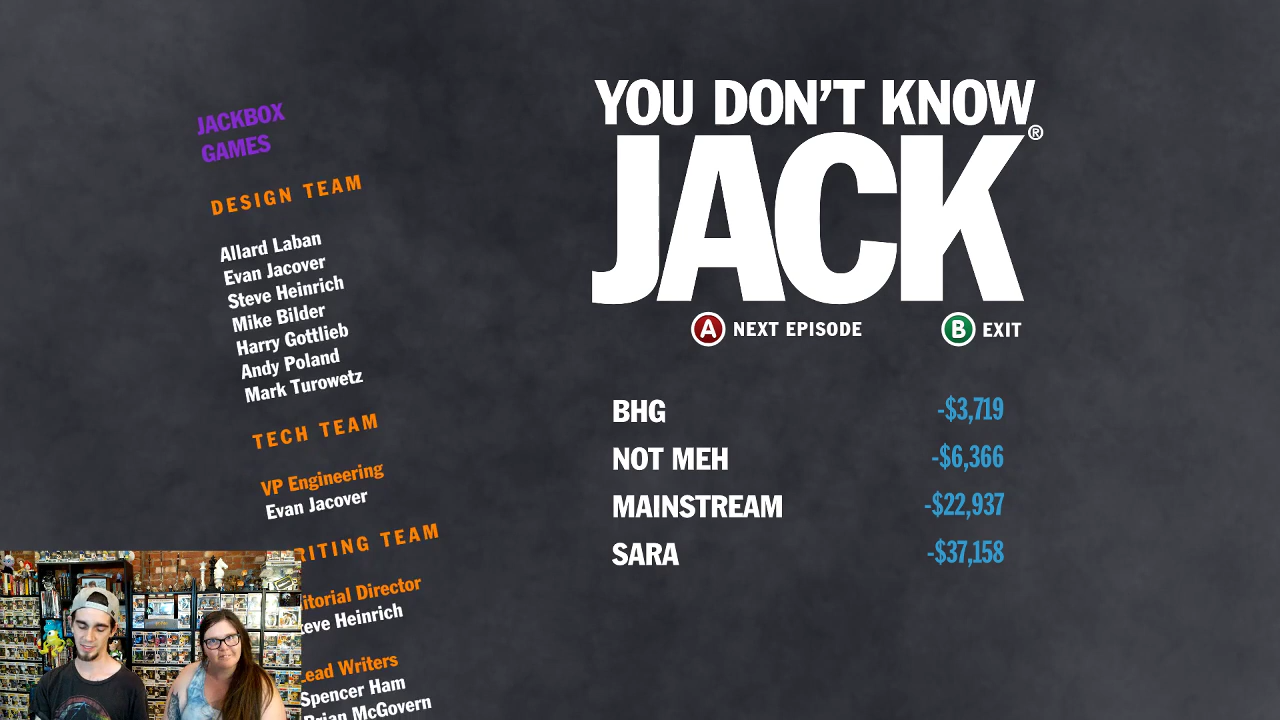 JACKBOX
GAMES
DESIGN TEAM
Allard Laban
Evan Jacover
Steve Heinrich
Mike Bilder
Harry Gottlieb
Andy Poland
Mark Turowetz
TECH TEAM
VP Engineering
Evan Jacover
RITING TEAM
itorial Director
eve Heinrich
ead Writers
Spencer Ham
Brian McGovern
YOU DON'T KNOW
JACK®
A NEXT EPISODE B EXIT
BHG -$3,719
NOT MEH -$6,366
MAINSTREAM -$22,937
SARA -$37,158